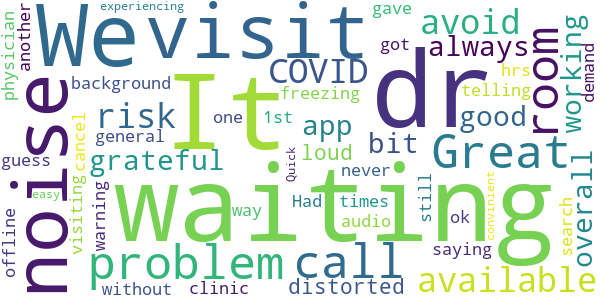 experiencing
gave
We
visit
dr
avoid
room
physician
another
got
always
working
demand
noise
background
COVID
hrs
telling
It
freezing
risk
one
1st
app
good
general
bit
Great
cancel
loud
guess
grateful
Quick
never
overall
easy
waiting
still
convinient
search
visiting
warning
way
Had
times
audio
ok
offline
problem
call
saying
available
without
clinic
distorted